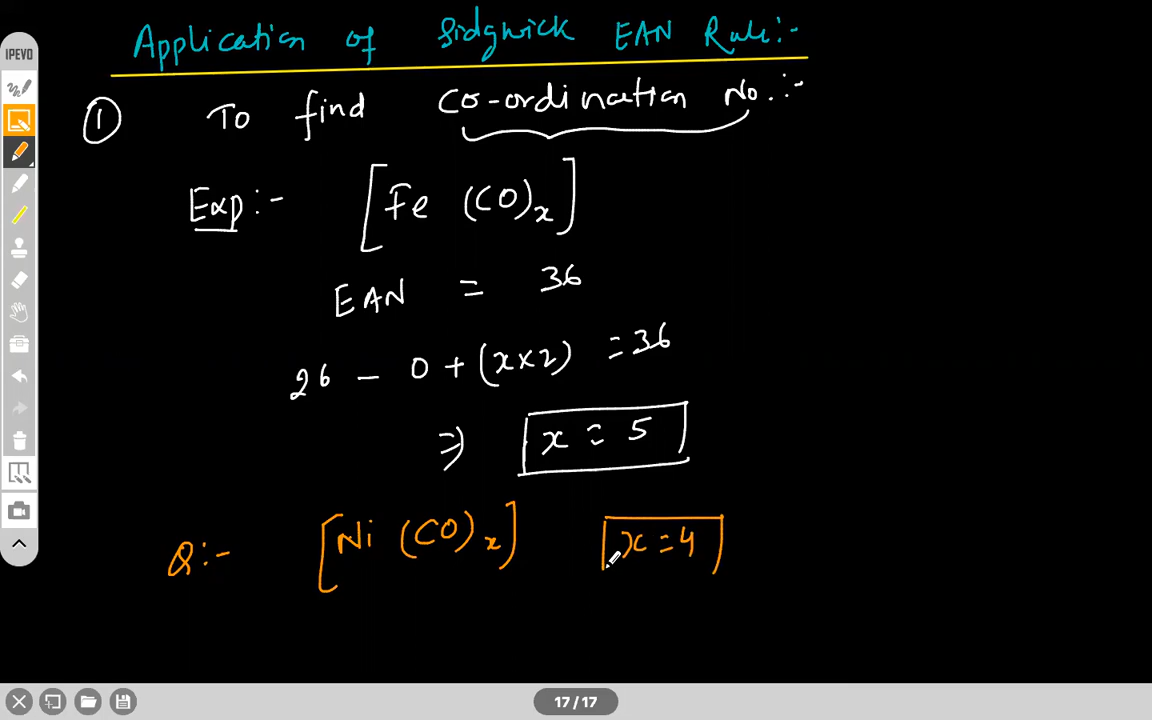 Application of Sidgwick EAN Rule:-
IPEVO
① To find Co-ordination No.:-
Exp:- [Fe (CO)x]
EAN = 36
26 - 0 + (x×2) = 36
⇒ x = 5
Q:- [Ni (CO)x] x = 4
17/17